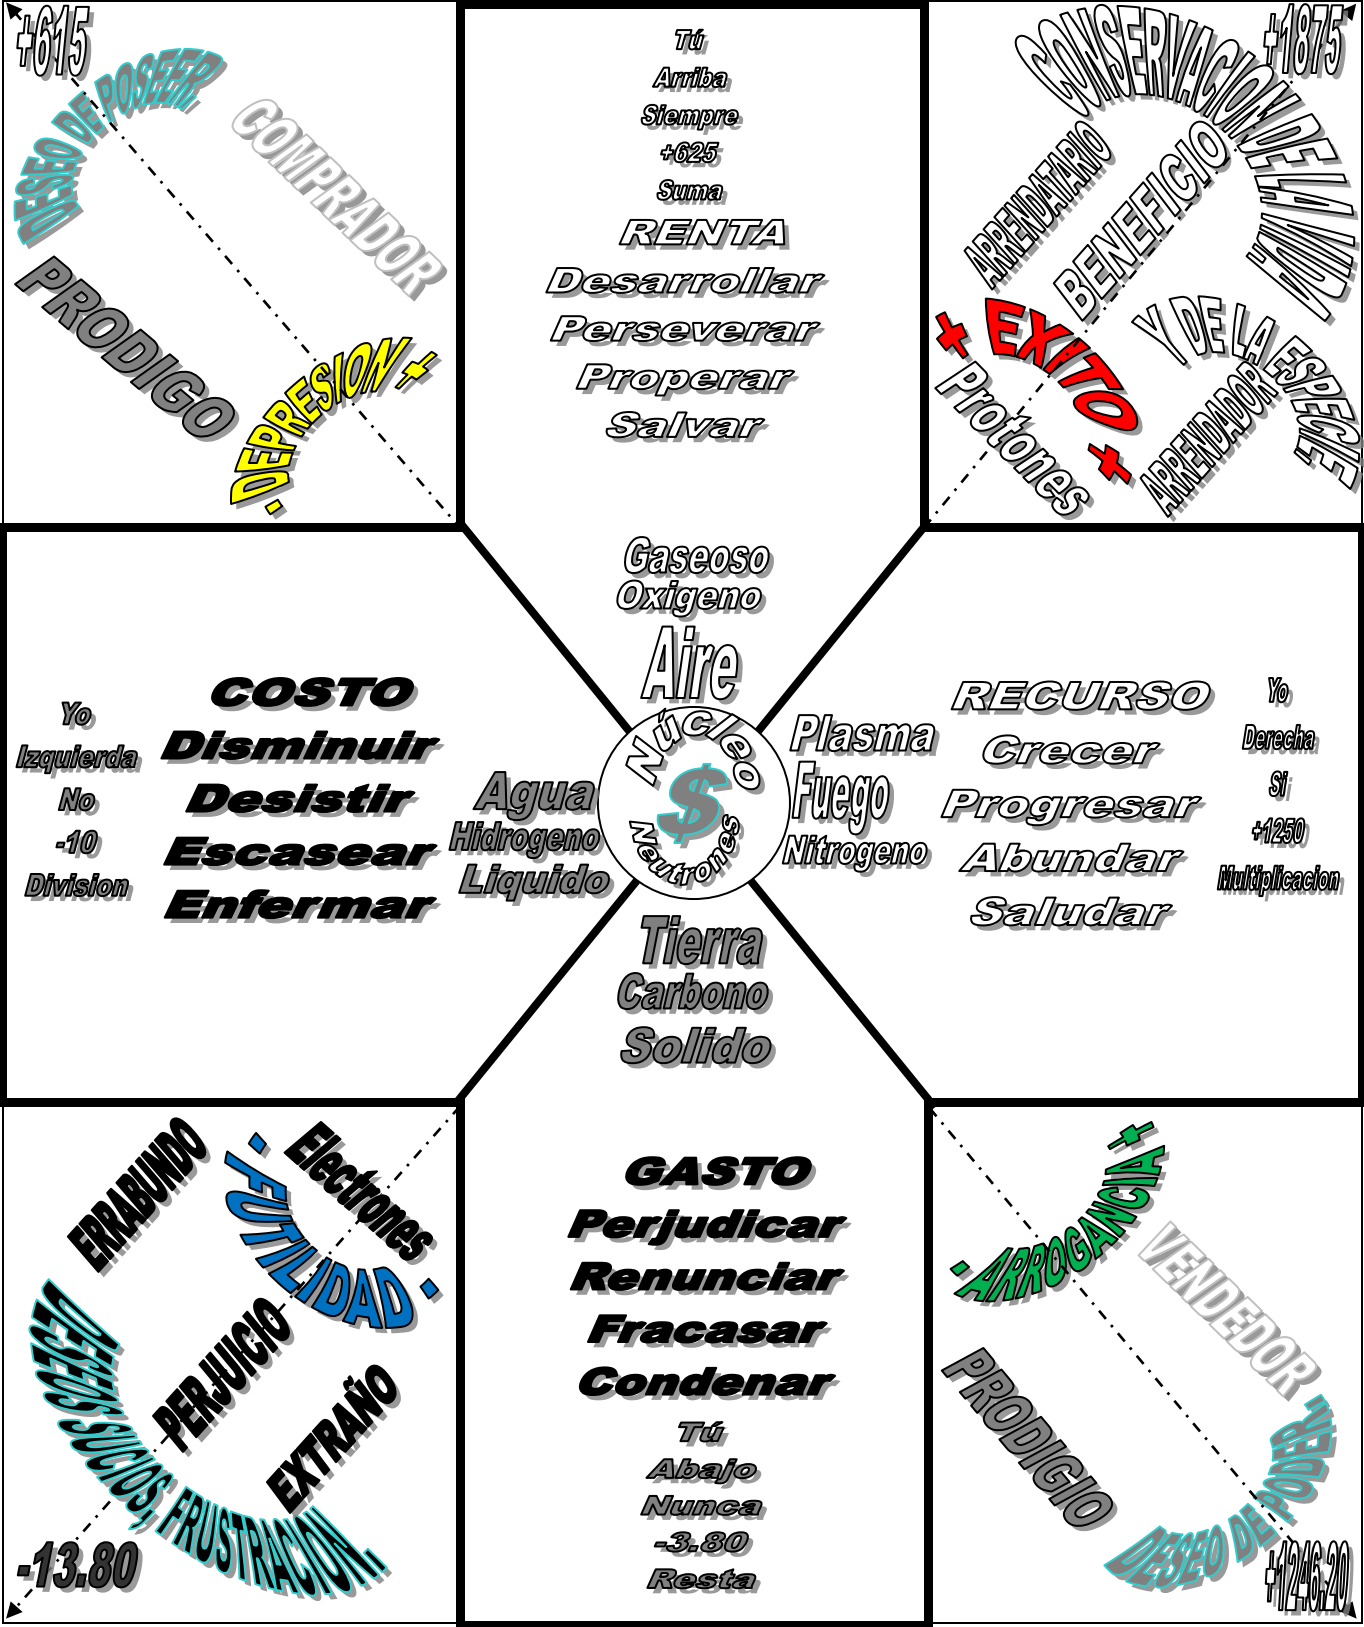 +615
DESEO DE POSEER
COMPRADOR
PRODIGO
- DEPRESION +
Tú
Arriba
Siempre
+625
Suma
RENTA
Desarrollar
Perseverar
Properar
Salvar
+1875
CONSERVACION DE LA VIDA
ARRENDATARIO
BENEFICIO
Y DE LA ESPECIE
+ EXITO +
Protones
ARRENDADOR
Gaseoso
Oxigeno
Aire
Yo
Izquierda
No
-10
Division
COSTO
Disminuir
Desistir
Escasear
Enfermar
Agua
Hidrogeno
Liquido
Núcleo
$
Neutrones
Plasma
Fuego
Nitrogeno
RECURSO
Crecer
Progresar
Abundar
Saludar
Yo
Derecha
Si
+1250
Multiplicacion
Tierra
Carbono
Solido
ERRABUNDO
- FUTILIDAD -
Electrones
PERJUICIO
EXTRAÑO
DESEOS SUCIOS, FRUSTRACION.
-13.80
GASTO
Perjudicar
Renunciar
Fracasar
Condenar
Tú
Abajo
Nunca
-3.80
Resta
- ARROGANCIA +
VENDEDOR
PRODIGIO
DESEO DE PODER
+1246.20